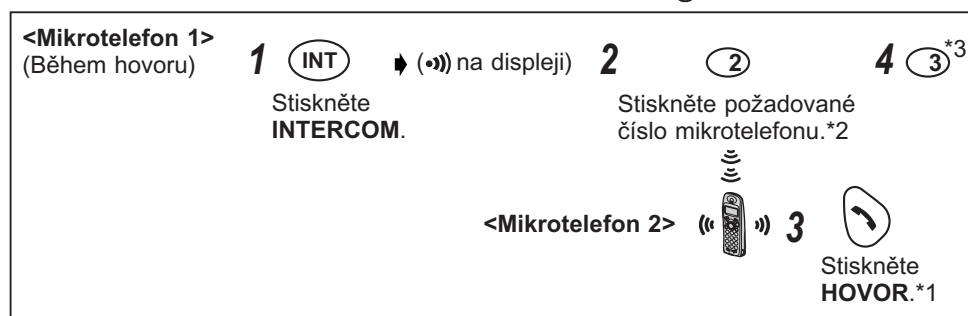 <Mikrotelefon 1>
(Během hovoru)
1 INT (•))) na displeji) 2 2 4 3 *3
Stiskněte
INTERCOM.
Stiskněte požadované
číslo mikrotelefonu.*2
<Mikrotelefon 2> 3
Stiskněte
HOVOR.*1